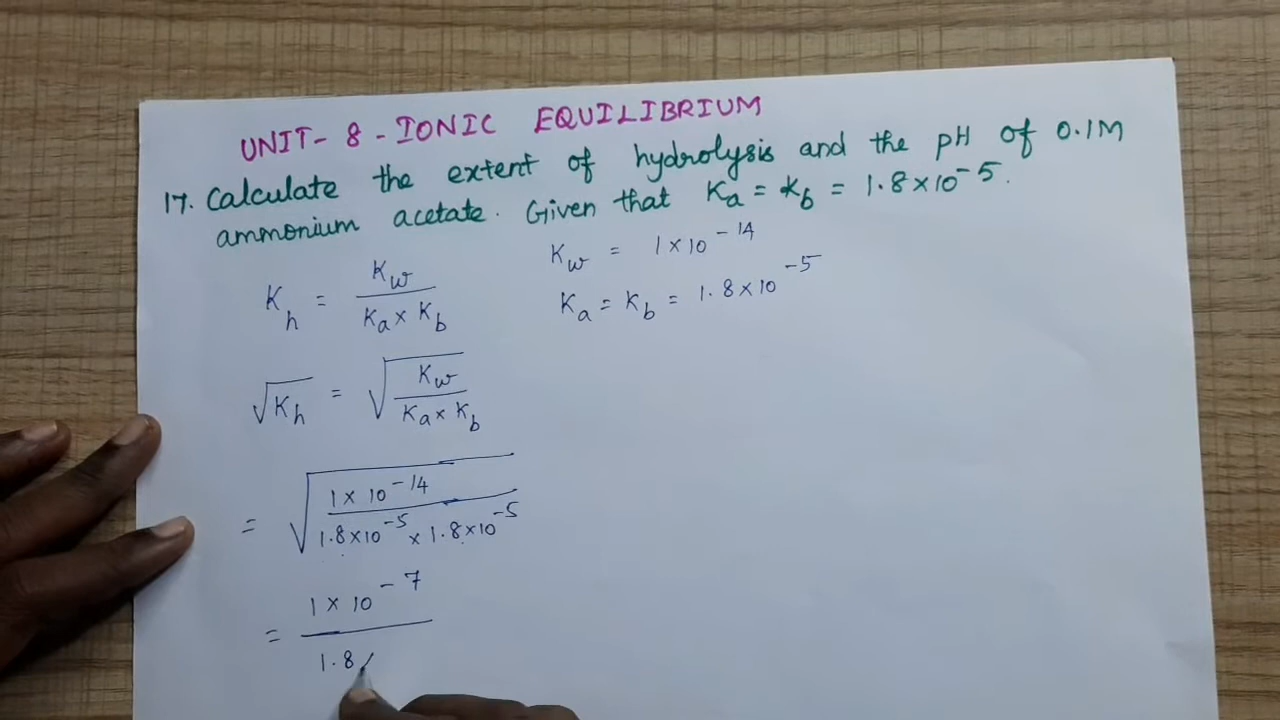 UNIT- 8 - IONIC EQUILIBRIUM
17. Calculate the extent of hydrolysis and the pH of 0.1M
ammonium acetate. Given that Ka = Kb = 1.8×10^-5.
Kh = Kw / Ka × Kb
Kw = 1×10^-14
Ka = Kb = 1.8×10^-5
√Kh = √(Kw / Ka × Kb)
= √(1×10^-14 / 1.8×10^-5 × 1.8×10^-5)
= 1 × 10^-7 / 1.8